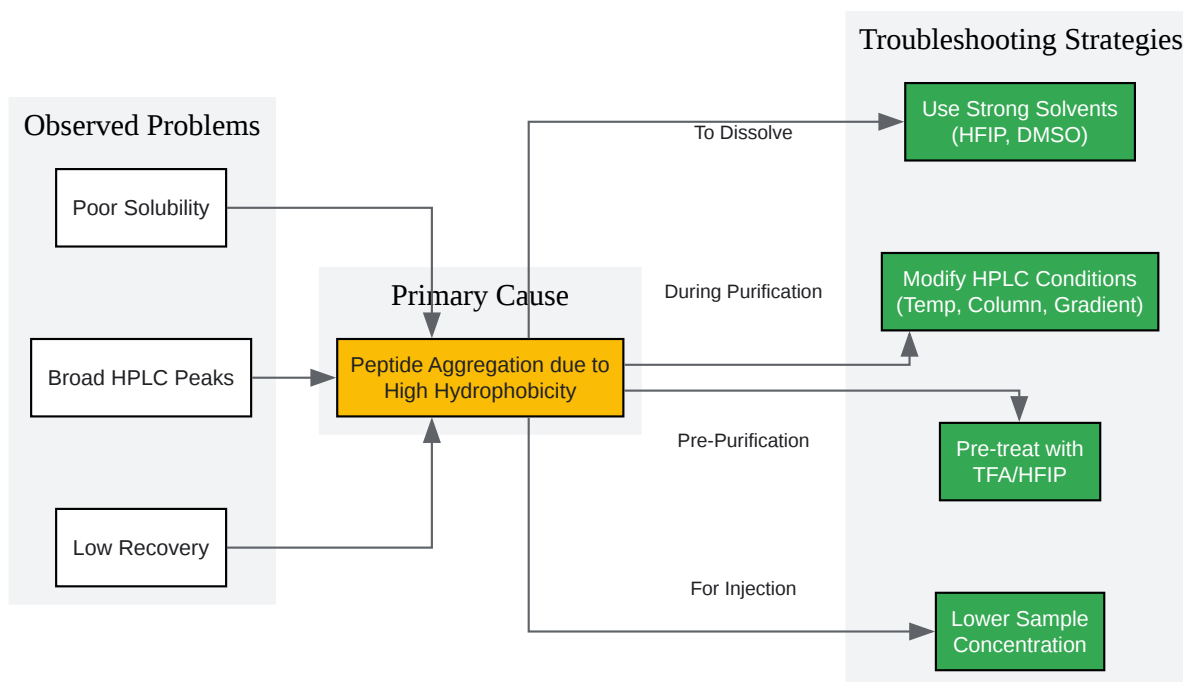 Observed Problems
Poor Solubility
Broad HPLC Peaks
Low Recovery
Primary Cause
Peptide Aggregation due to
High Hydrophobicity
To Dissolve
During Purification
Pre-Purification
For Injection
Troubleshooting Strategies
Use Strong Solvents
(HFIP, DMSO)
Modify HPLC Conditions
(Temp, Column, Gradient)
Pre-treat with
TFA/HFIP
Lower Sample
Concentration